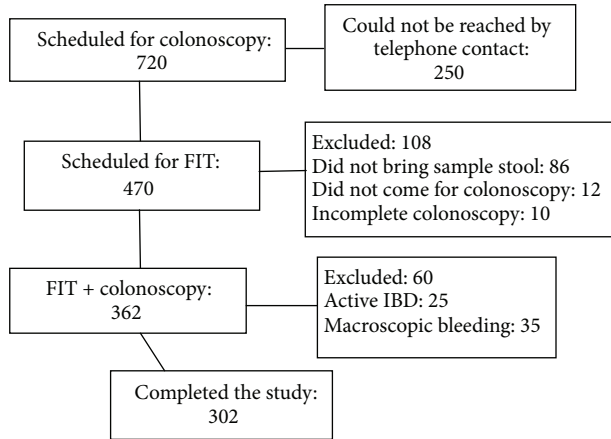 Scheduled for colonoscopy:
720
Could not be reached by
telephone contact:
250
Scheduled for FIT:
470
Excluded: 108
Did not bring sample stool: 86
Did not come for colonoscopy: 12
Incomplete colonoscopy: 10
FIT + colonoscopy:
362
Excluded: 60
Active IBD: 25
Macroscopic bleeding: 35
Completed the study:
302